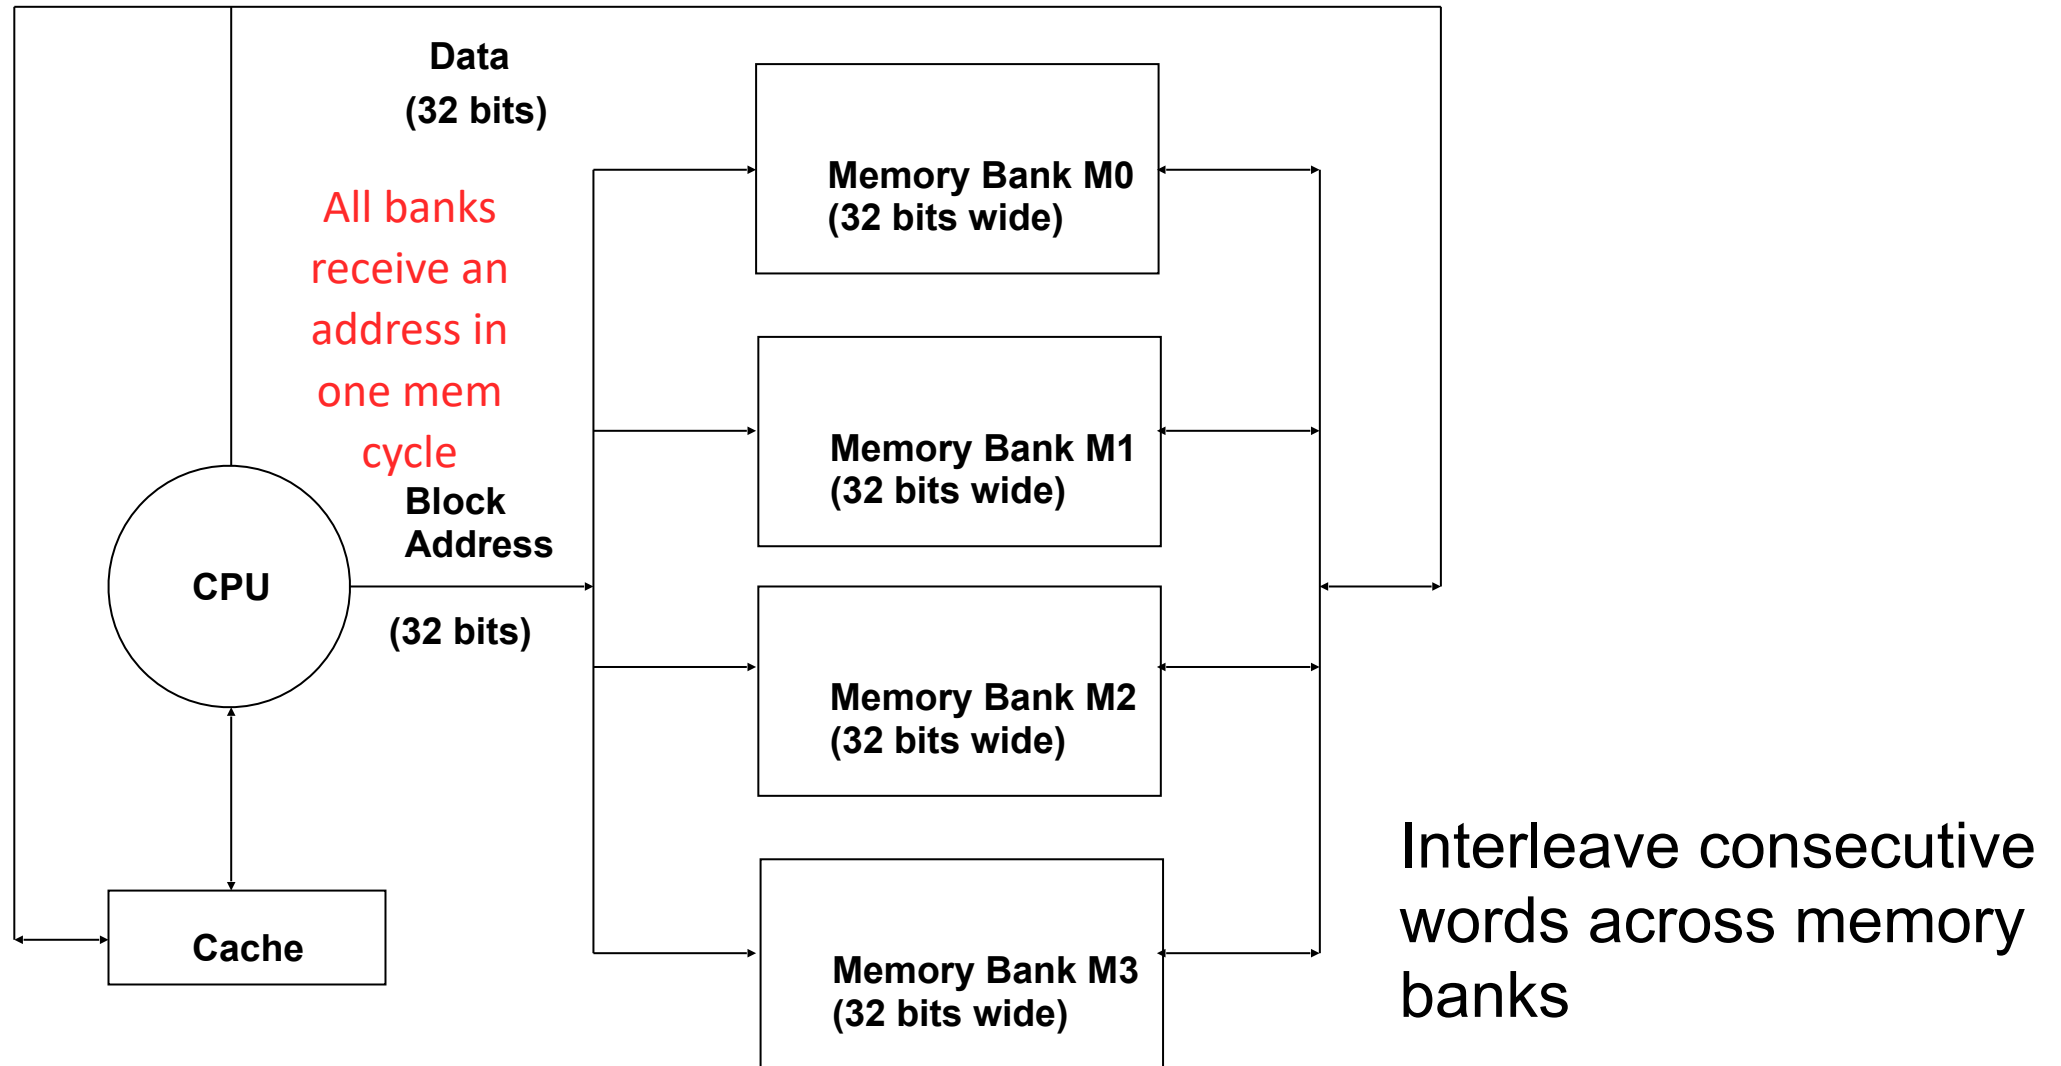 Data
(32 bits)
All banks
receive an
address in
one mem
cycle
Block
Address
(32 bits)
CPU
Cache
Memory Bank M0
(32 bits wide)
Memory Bank M1
(32 bits wide)
Memory Bank M2
(32 bits wide)
Memory Bank M3
(32 bits wide)
Interleave consecutive
words across memory
banks